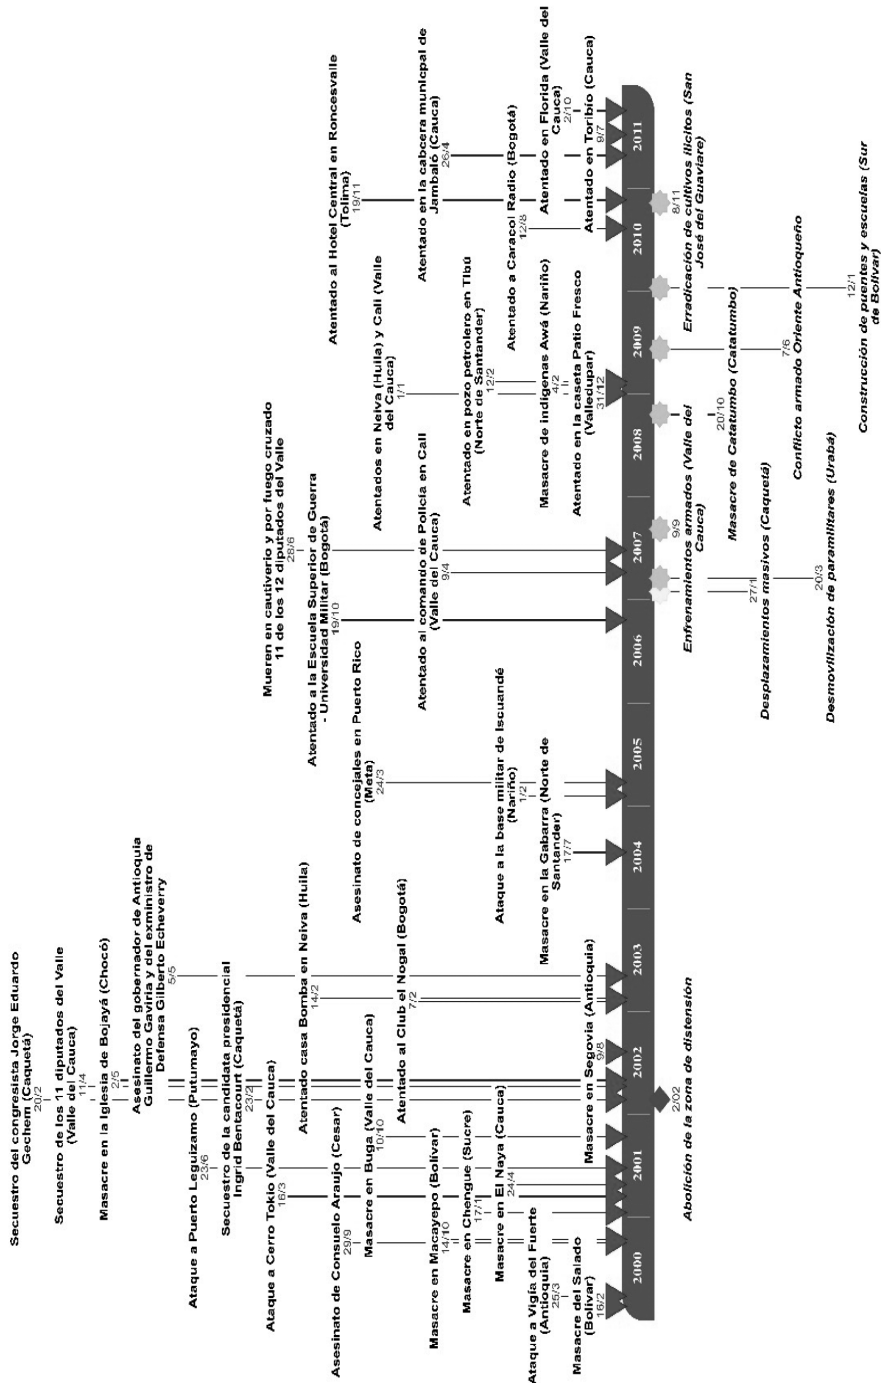 Secuestro del congresista Jorge Eduardo
Gechem (Caquetá)
20/2
Secuestro de los 11 diputados del Valle
(Valle del Cauca)
11/4
Masacre en la Iglesia de Bojayá (Chocó)
2/5
Asesinato del gobernador de Antioquia
Guillermo Gaviria y del exministro de
Defensa Gilberto Echeverry
5/5
Ataque a Puerto Leguizamo (Putumayo)
23/6
Secuestro de la candidata presidencial
Ingrid Bentacourt (Caquetá)
23/2
Ataque a Cerro Tokio (Valle del Cauca)
16/3
Atentado casa Bomba en Neiva (Huila)
14/2
Asesinato de Consuelo Araujo (Cesar)
29/9
Masacre en Buga (Valle del Cauca)
10/10
Atentado al Club el Nogal (Bogotá)
7/2
Masacre en Macayepo (Bolívar)
14/10
Masacre en Chengue (Sucre)
17/1
Masacre en El Naya (Cauca)
24/4
Ataque a Vigía del Fuerte
(Antioquia)
25/3
Masacre del Salado
(Bolívar)
16/2
Masacre en Segovia (Antioquia)
9/8
Mueren en cautiverio y por fuego cruzado
11 de los 12 diputados del Valle
28/6
Atentado a la Escuela Superior de Guerra
- Universidad Militar (Bogotá)
19/10
Asesinato de concejales en Puerto Rico
(Meta)
24/3
Atentado al comando de Policía en Cali
(Valle del Cauca)
9/4
Ataque a la base militar de Iscuandé
(Nariño)
1/2
Masacre en la Gabarra (Norte de
Santander)
17/7
Atentado al Hotel Central en Roncesvalle
(Tolima)
19/11
Atentados en Neiva (Huila) y Cali (Valle
del Cauca)
1/1
Atentado en la cabcera municpal de
Jambaló (Cauca)
26/4
Atentado en pozo petrolero en Tibú
(Norte de Santander)
12/2
Atentado a Caracol Radio (Bogotá)
12/8
Masacre de indígenas Awá (Nariño)
4/2
Atentado en Florida (Valle del
Cauca)
2/10
Atentado en la caseta Patio Fresco
(Valledupar)
31/12
Atentado en Toribío (Cauca)
9/7
2000
2001
2002
2003
2004
2005
2006
2007
2008
2009
2010
2011
2/02
Abolición de la zona de distensión
9/9
Enfrenamientos armados (Valle del
Cauca)
20/10
Masacre de Catatumbo (Catatumbo)
27/1
Desplazamientos masivos (Caquetá)
7/6
Conflicto armado Oriente Antioqueño
20/3
Desmovilización de paramilitares (Urabá)
8/11
Erradicación de cultivos ilícitos (San
José del Guaviare)
12/1
Construcción de puentes y escuelas (Sur
de Bolívar)